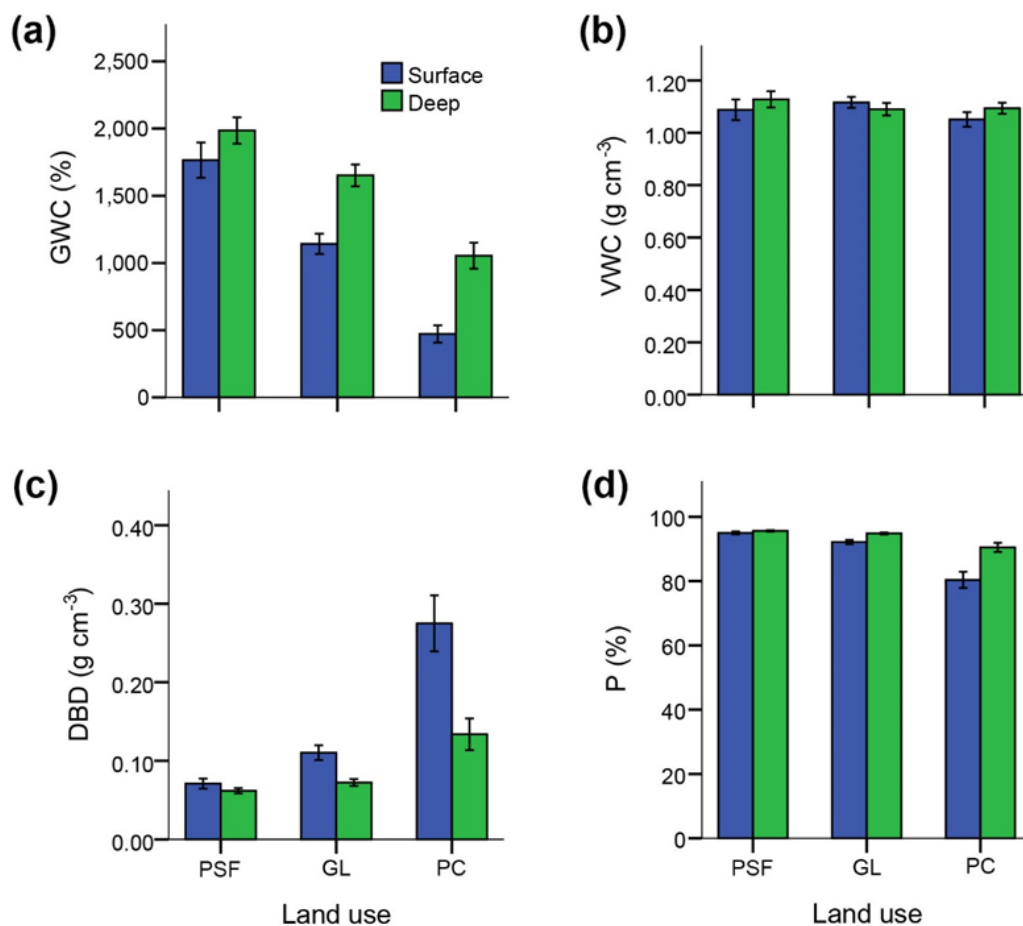 (a)
2,500
2,000
1,500
1,000
500
0
GWC (%)
Surface
Deep
(b)
1.20
1.00
0.80
0.60
0.40
0.20
0.00
VWC (g cm⁻³)
(c)
0.40
0.30
0.20
0.10
0.00
DBD (g cm⁻³)
PSF GL PC
Land use
(d)
100
80
60
40
20
0
P (%)
PSF GL PC
Land use